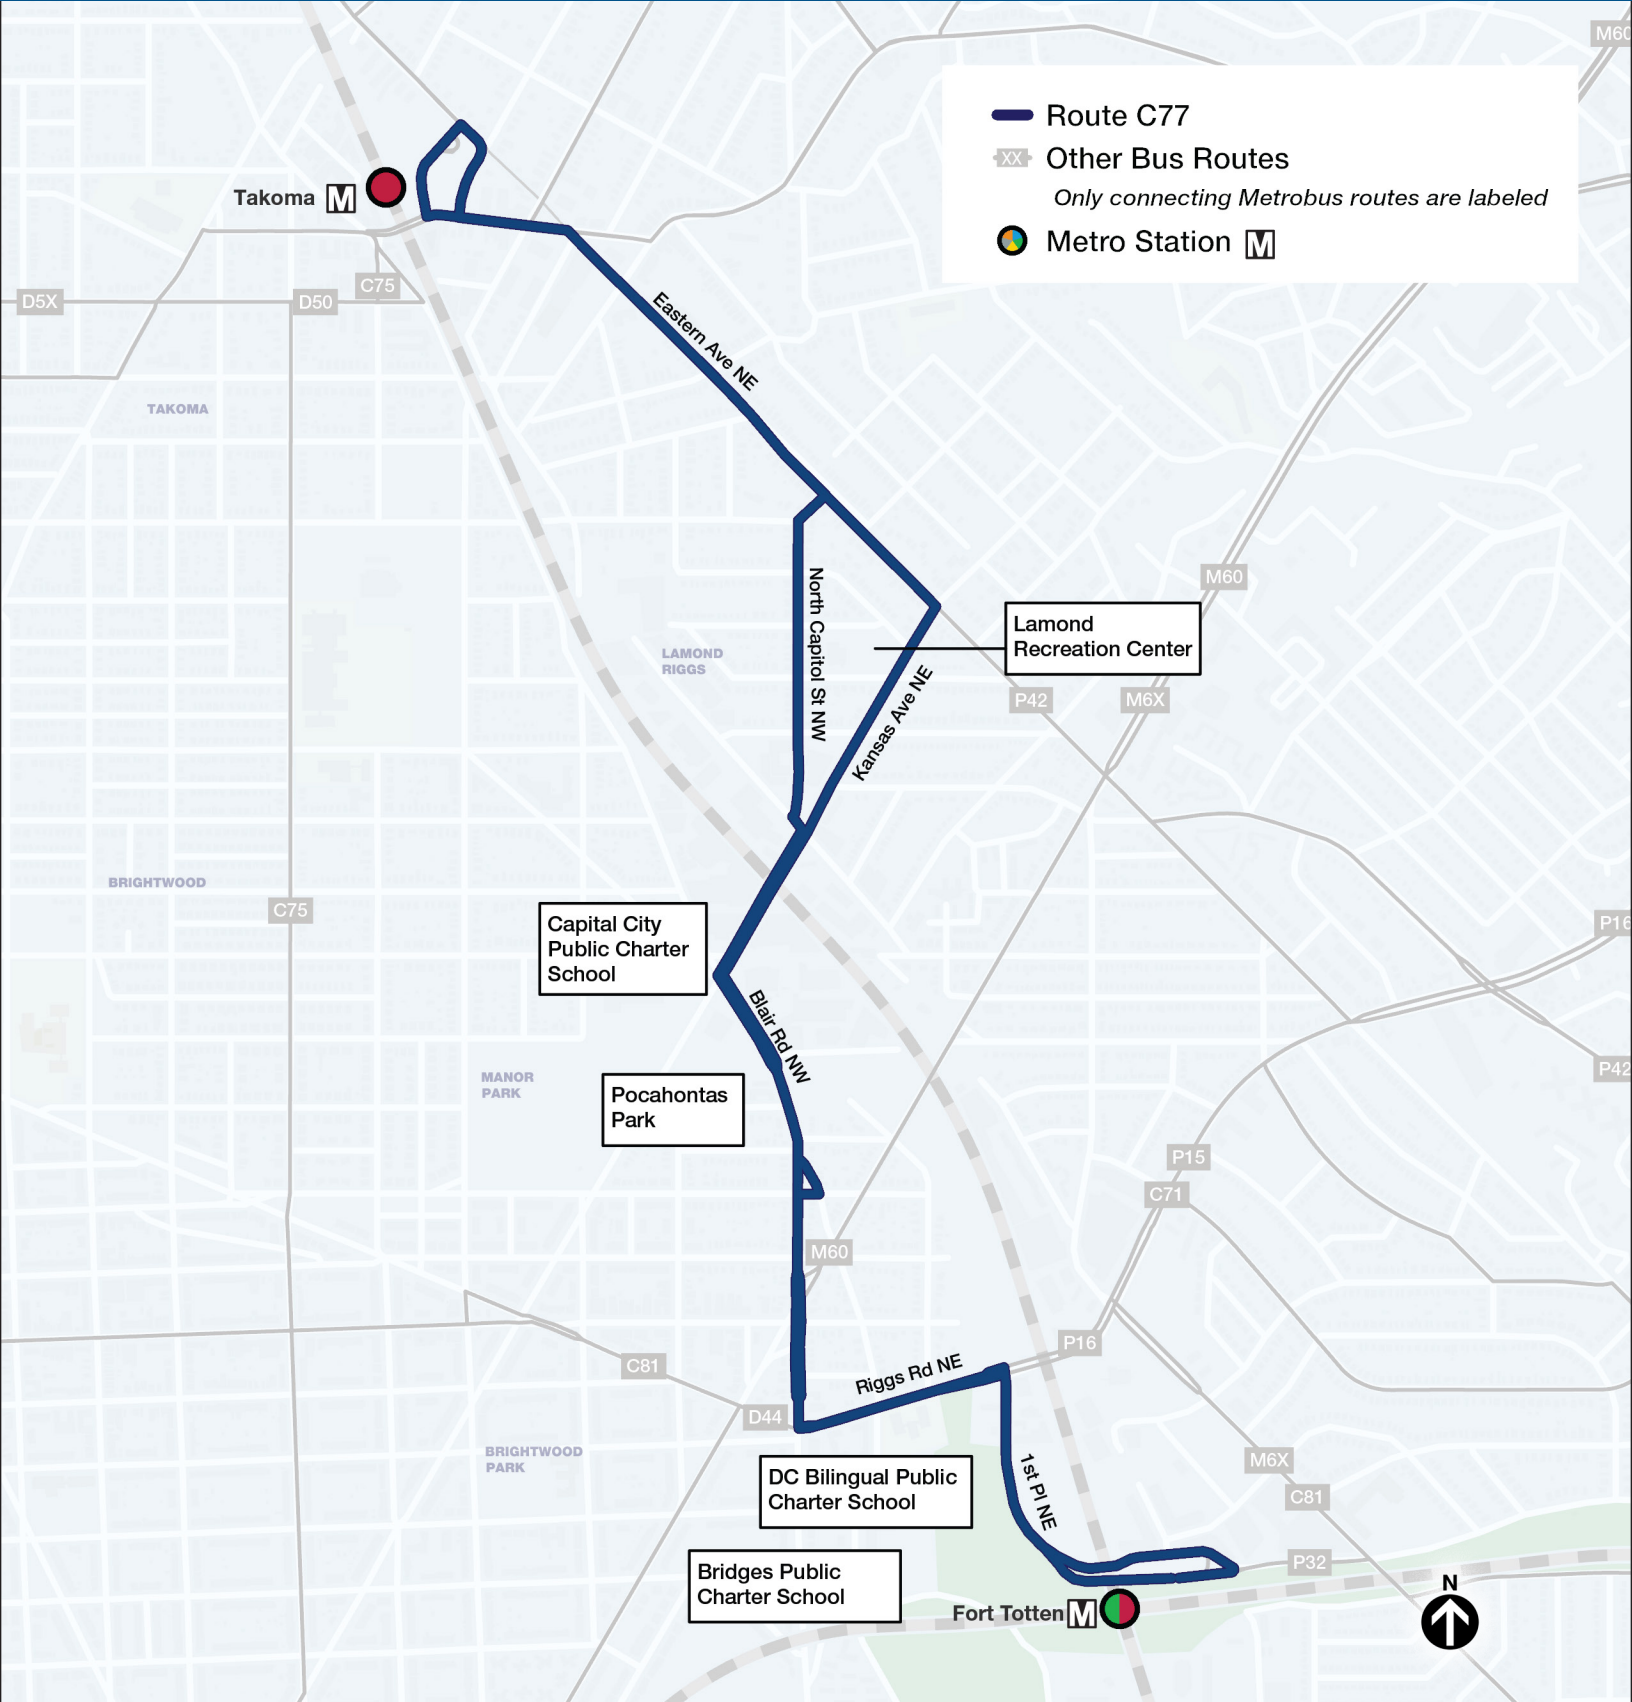 M60
Route C77
XX
Other Bus Routes
Only connecting Metrobus routes are labeled
Metro Station M
Takoma M
C75
D5X
D50
Eastern Ave NE
TAKOMA
M60
North Capitol St NW
Lamond
Recreation Center
LAMOND
RIGGS
Kansas Ave NE
P42
M6X
BRIGHTWOOD
C75
Capital City
Public Charter
School
P16
Blair Rd NW
P42
MANOR
PARK
Pocahontas
Park
P15
C71
M60
P16
C81
Riggs Rd NE
D44
BRIGHTWOOD
PARK
M6X
DC Bilingual Public
Charter School
1st Pl NE
C81
Bridges Public
Charter School
P32
N
Fort Totten M